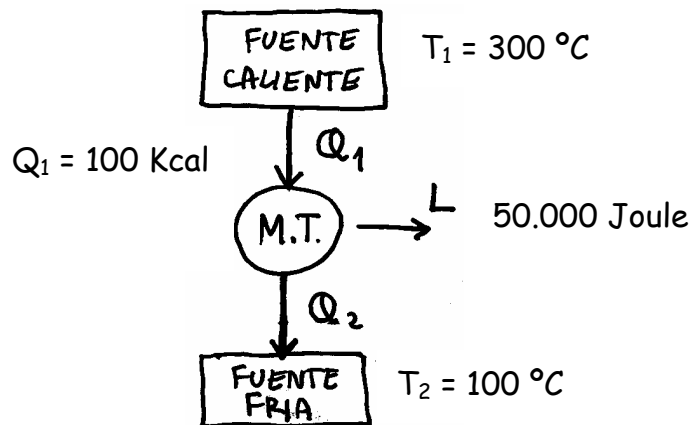 FUENTE
CALIENTE
T₁ = 300 °C
Q₁ = 100 Kcal
Q₁
M.T.
L
50.000 Joule
Q₂
FUENTE
FRIA
T₂ = 100 °C